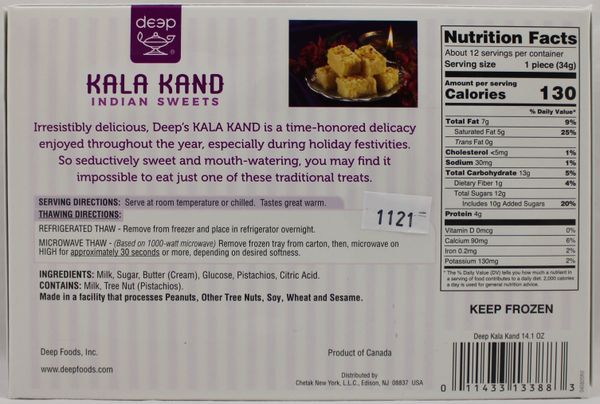 deep
KALA KAND
INDIAN SWEETS
Irresistibly delicious, Deep's KALA KAND is a time-honored delicacy
enjoyed throughout the year, especially during holiday festivities.
So seductively sweet and mouth-watering, you may find it
impossible to eat just one of these traditional treats.
SERVING DIRECTIONS: Serve at room temperature or chilled. Tastes great warm.
THAWING DIRECTIONS:
REFRIGERATED THAW - Remove from freezer and place in refrigerator overnight.
MICROWAVE THAW - (Based on 1000-watt microwave) Remove frozen tray from carton, then, microwave on
HIGH for approximately 30 seconds or more, depending on desired softness.
1121
INGREDIENTS: Milk, Sugar, Butter (Cream), Glucose, Pistachios, Citric Acid.
CONTAINS: Milk, Tree Nut (Pistachios).
Made in a facility that processes Peanuts, Other Tree Nuts, Soy, Wheat and Sesame.
Deep Foods, Inc.
www.deepfoods.com
Product of Canada
Distributed by
Chetak New York, L.L.C., Edison, NJ 08837 USA
Nutrition Facts
About 12 servings per container
Serving size 1 piece (34g)
Amount per serving
Calories 130
% Daily Value*
Total Fat 7g 9%
Saturated Fat 5g 25%
Trans Fat 0g
Cholesterol <5mg 1%
Sodium 30mg 1%
Total Carbohydrate 13g 5%
Dietary Fiber 1g 4%
Total Sugars 12g
Includes 10g Added Sugars 20%
Protein 4g
Vitamin D 0mcg 0%
Calcium 90mg 6%
Iron 0.2mg 2%
Potassium 130mg 2%
* The % Daily Value (DV) tells you how much a nutrient in
a serving of food contributes to a daily diet. 2,000 calories
a day is used for general nutrition advice.
KEEP FROZEN
Deep Kala Kand 14.1 OZ
0 11433 13388 3